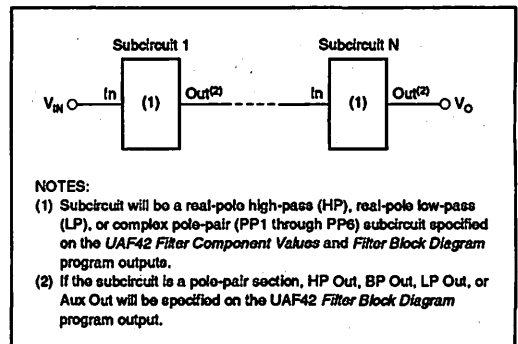 Subcircuit 1 Subcircuit N
VIN In (1) Out(2) In (1) Out(2) VO
NOTES:
(1) Subcircuit will be a real-pole high-pass (HP), real-pole low-pass
(LP), or complex pole-pair (PP1 through PP6) subcircuit specified
on the UAF42 Filter Component Values and Filter Block Diagram
program outputs.
(2) If the subcircuit is a pole-pair section, HP Out, BP Out, LP Out, or
Aux Out will be specified on the UAF42 Filter Block Diagram
program output.